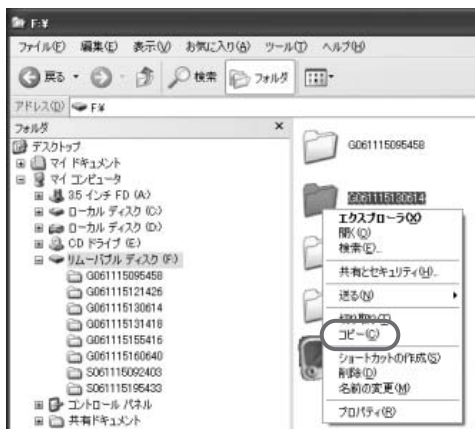 F:¥
ファイル(F) 編集(E) 表示(V) お気に入り(A) ツール(T) ヘルプ(H)
戻る 検索 フォルダ
アドレス(D) F:¥
フォルダ ×
デスクトップ
マイ ドキュメント
マイ コンピュータ
3.5 インチ FD (A:)
ローカル ディスク (C:)
ローカル ディスク (D:)
CD ドライブ (E:)
リムーバブル ディスク (F:)
G061115095458
G061115121426
G061115130614
G061115131418
G061115155416
G061115160640
S061115092403
S061115195433
コントロール パネル
共有ドキュメント
G061115095458
G061115130614
エクスプローラ(X)
開く(O)
検索(E)...
共有とセキュリティ(H)...
送る(N)
切り取り(T)
コピー(C)
ショートカットの作成(S)
削除(D)
名前の変更(M)
プロパティ(R)